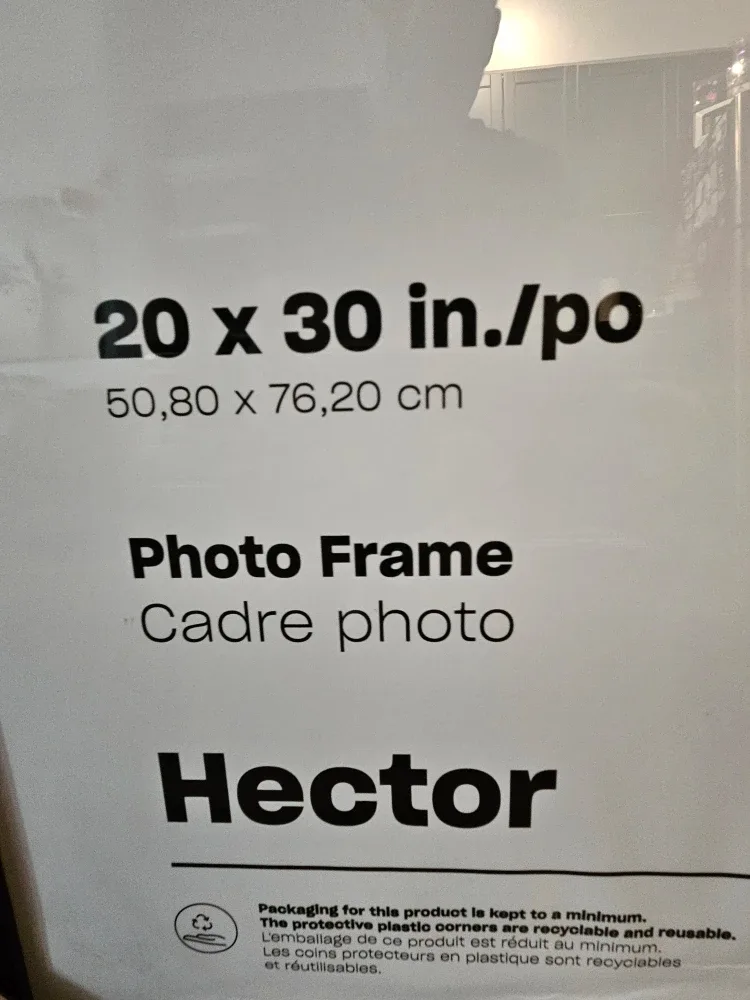 20 x 30 in./po
50,80 x 76,20 cm
Photo Frame
Cadre photo
Hector
Packaging for this product is kept to a minimum.
The protective plastic corners are recyclable and reusable.
L'emballage de ce produit est réduit au minimum.
Les coins protecteurs en plastique sont recyclables
et réutilisables.